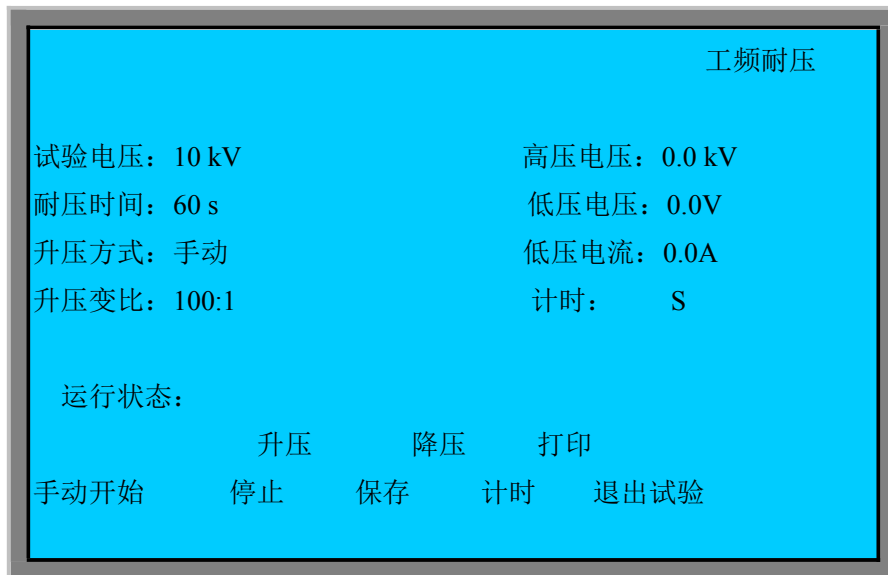 工频耐压
试验电压：10 kV 高压电压：0.0 kV
耐压时间：60 s 低压电压：0.0V
升压方式：手动 低压电流：0.0A
升压变比：100:1 计时： S
运行状态：
升压 降压 打印
手动开始 停止 保存 计时 退出试验